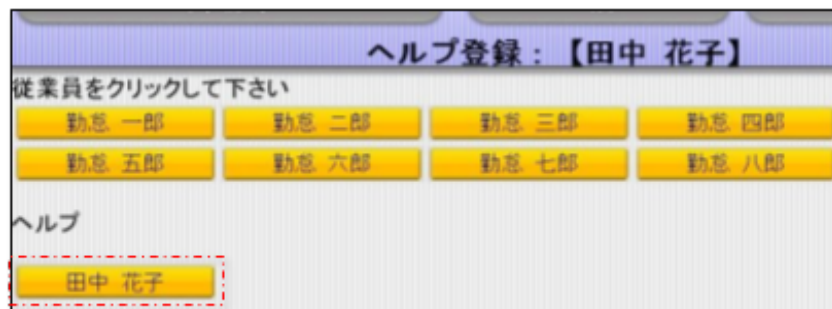 ヘルプ登録：【田中 花子】
従業員をクリックして下さい
勤怠 一郎 勤怠 二郎 勤怠 三郎 勤怠 四郎
勤怠 五郎 勤怠 六郎 勤怠 七郎 勤怠 八郎
ヘルプ
田中 花子